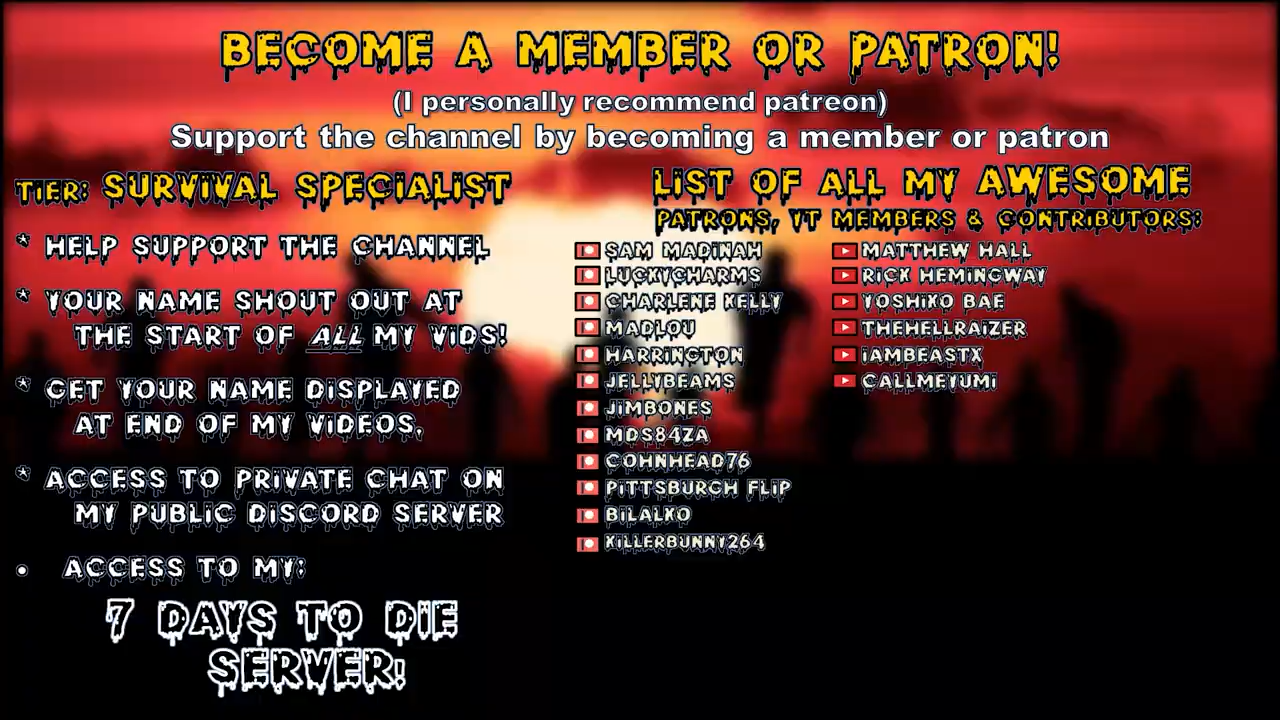 BECOME A MEMBER OR PATRON!
(I personally recommend patreon)
Support the channel by becoming a member or patron
TIER: SURVIVAL SPECIALIST
* HELP SUPPORT THE CHANNEL
* YOUR NAME SHOUT OUT AT
THE START OF ALL MY VIDS!
* GET YOUR NAME DISPLAYED
AT END OF MY VIDEOS.
* ACCESS TO PRIVATE CHAT ON
MY PUBLIC DISCORD SERVER
• ACCESS TO MY:
7 DAYS TO DIE
SERVER!
LIST OF ALL MY AWESOME
PATRONS, YT MEMBERS & CONTRIBUTORS:
SAM MADINAH
LUCKYCHARMS
CHARLENE KELLY
MADLOU
HARRINGTON
JELLYBEAMS
JIMBONES
MDS84ZA
COHNHEAD76
PITTSBURGH FLIP
BILALKO
KILLERBUNNY264
MATTHEW HALL
RICK HEMINGWAY
YOSHIKO BAE
THEHELLRAIZER
IAMBEASTX
CALLMEYUMI